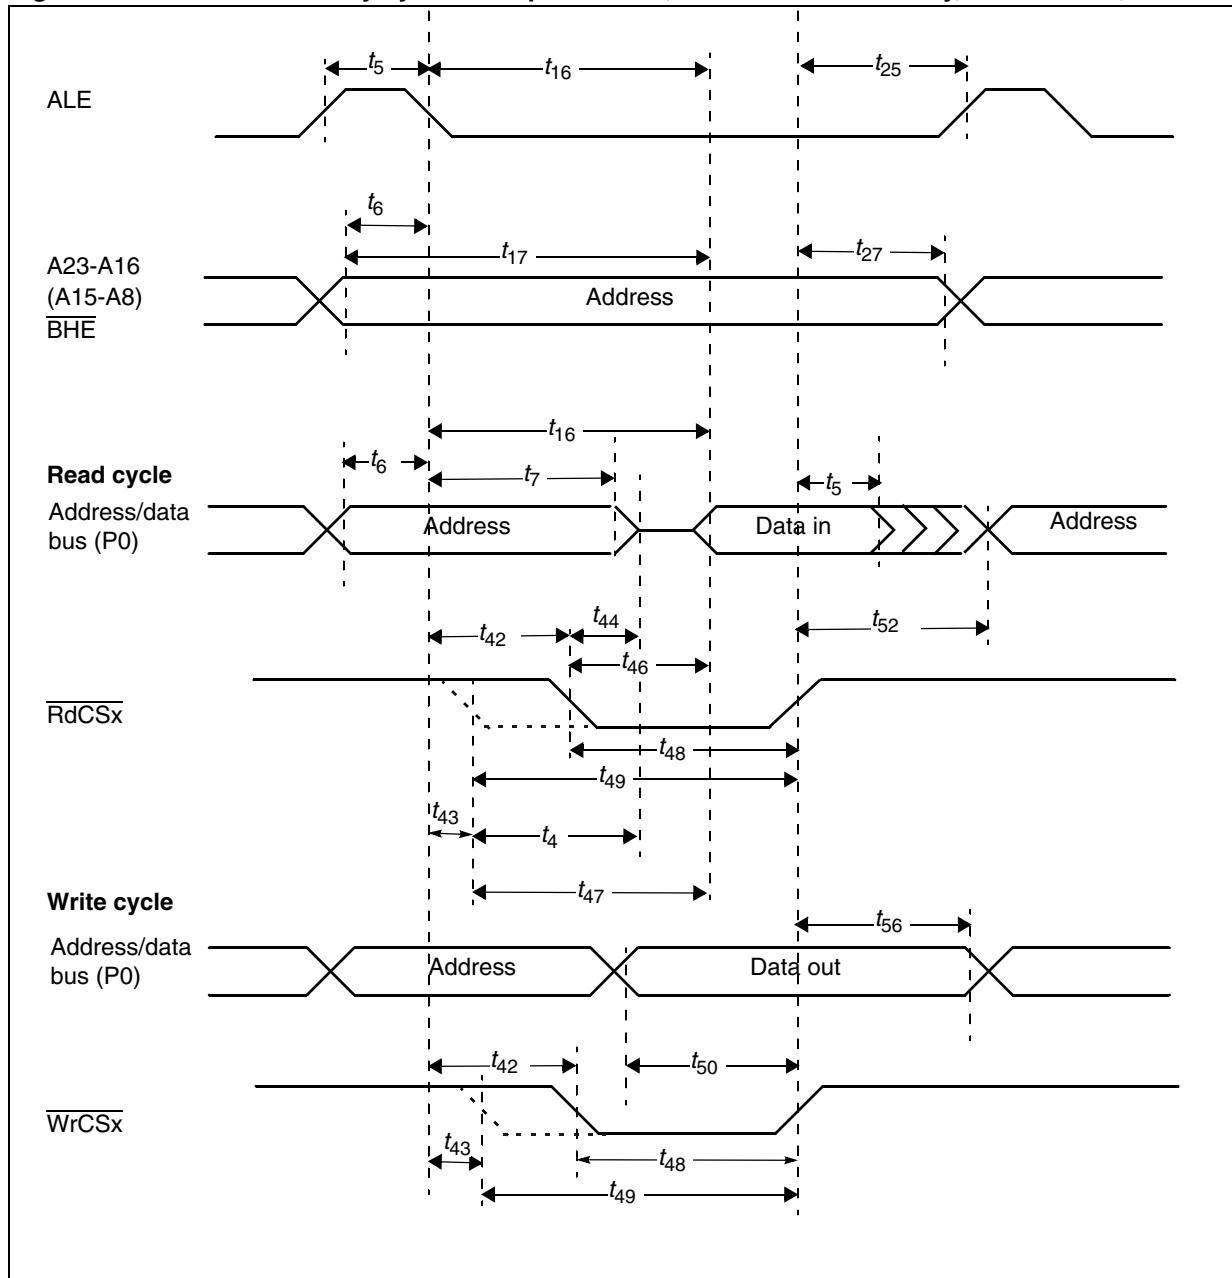 t5
t16
t25
ALE
t6
t17
t27
A23-A16
(A15-A8)
BHE
Address
t16
t6
t7
t5
Read cycle
Address/data
bus (P0)
Address
Data in
Address
t42
t44
t52
t46
RdCSx
t48
t49
t43
t4
t47
Write cycle
t56
Address/data
bus (P0)
Address
Data out
t42
t50
WrCSx
t43
t48
t49